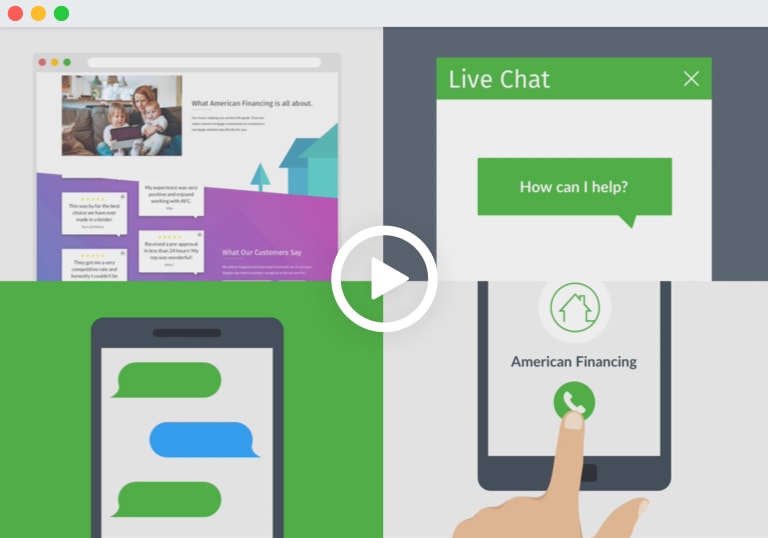 What American Financing is all about.
This was by far the best
choice we have ever
made in a lender.
My experience was very
positive and enjoyed
working with AFC.
They got me a very
competitive rate and
honestly I couldn't be
Received a pre approval
in less than 24 hours! My
rep was wonderful!
What Our Customers Say
Live Chat
How can I help?
American Financing